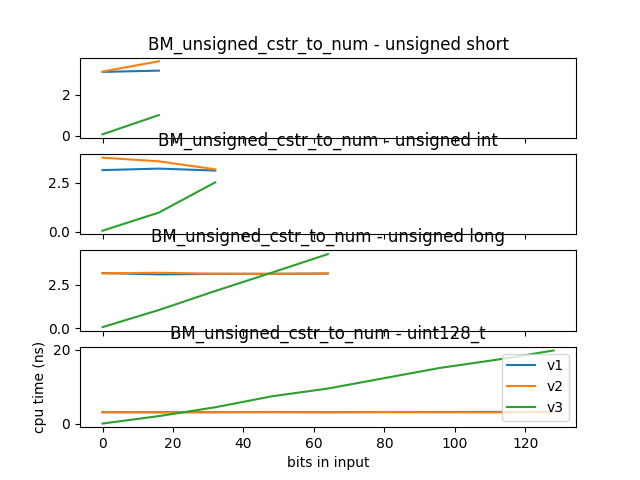 BM_unsigned_cstr_to_num - unsigned short
2
0
BM_unsigned_cstr_to_num - unsigned int
2.5
0.0
BM_unsigned_cstr_to_num - unsigned long
2.5
0.0
BM_unsigned_cstr_to_num - uint128_t
20
0
cpu time (ns)
v1
v2
v3
0 20 40 60 80 100 120
bits in input